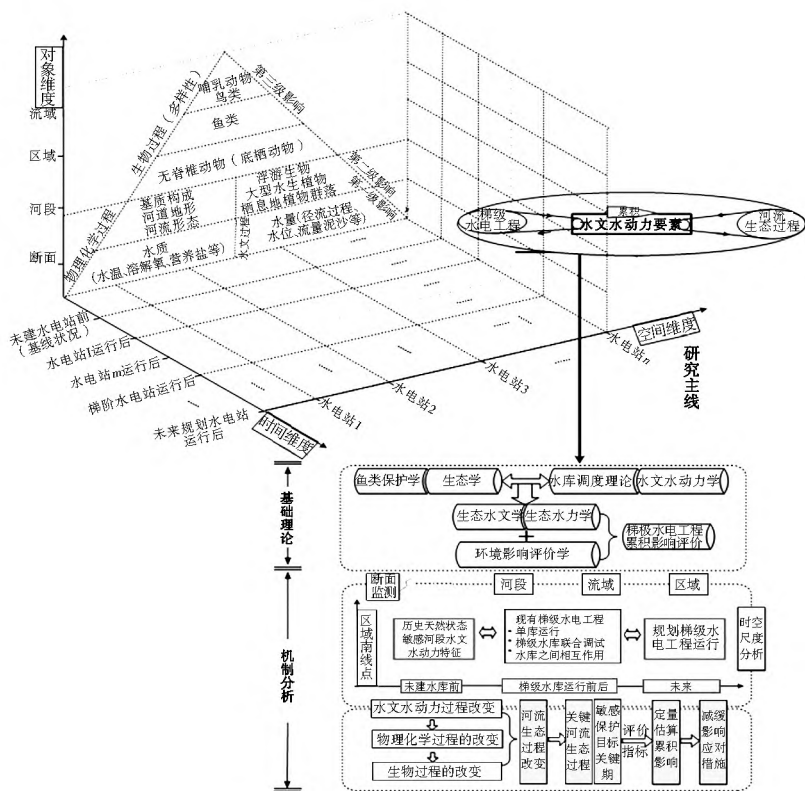 对象维度
流域
区域
河段
断面
生物过程(多样性)
物理化学过程
哺乳动物
鸟类
鱼类
无脊椎动物(底栖动物)
浮游生物
大型水生植物
栖息地植物群落
基质构成
河道地形
河流形态
水文过程
水质
(水温、溶解氧、营养盐等)
水量(径流过程、
水位、流量泥沙等)
第三级影响
第二级影响
第一级影响
未建水电站前
(基线状况)
水电站1运行后
水电站m运行后
梯阶水电站运行后
未来规划水电站
运行后
时间维度
水电站1
水电站2
水电站3
水电站n
空间维度
梯级
水电工程
累积
水文水动力要素
河流
生态过程
研究主线
基础理论
鱼类保护学
生态学
水库调度理论
水文水动力学
生态水文学
生态水力学
环境影响评价学
梯极水电工程
累积影响评价
机制分析
断面
监测
河段
流域
区域
区域南线点
历史天然状态
敏感河段水文
水动力特征
现有梯级水电工程
• 单库运行
• 梯级水库联合调试
• 水库之间相互作用
规划梯级水
电工程运行
时空
尺度
分析
未建水库前
梯级水库运行前后
未来
水文水动力过程改变
物理化学过程的改变
生物过程的改变
河流
生态
过程
改变
关键
河流
生态
过程
敏感
保护
目标
关键
期
评价
指标
定量
估算
累积
影响
减缓
影响
应对
措施